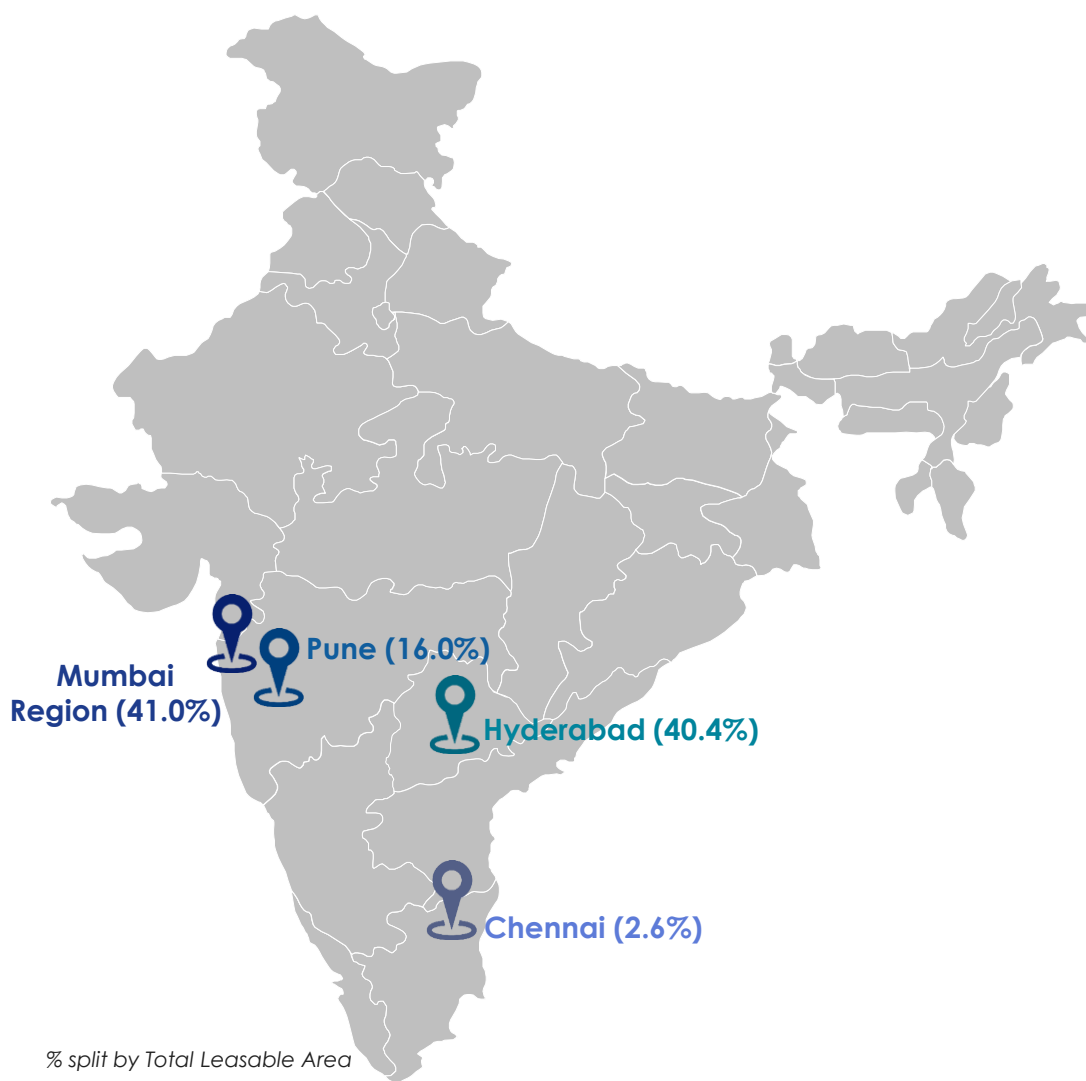 Pune (16.0%)
Mumbai
Region (41.0%)
Hyderabad (40.4%)
Chennai (2.6%)
% split by Total Leasable Area